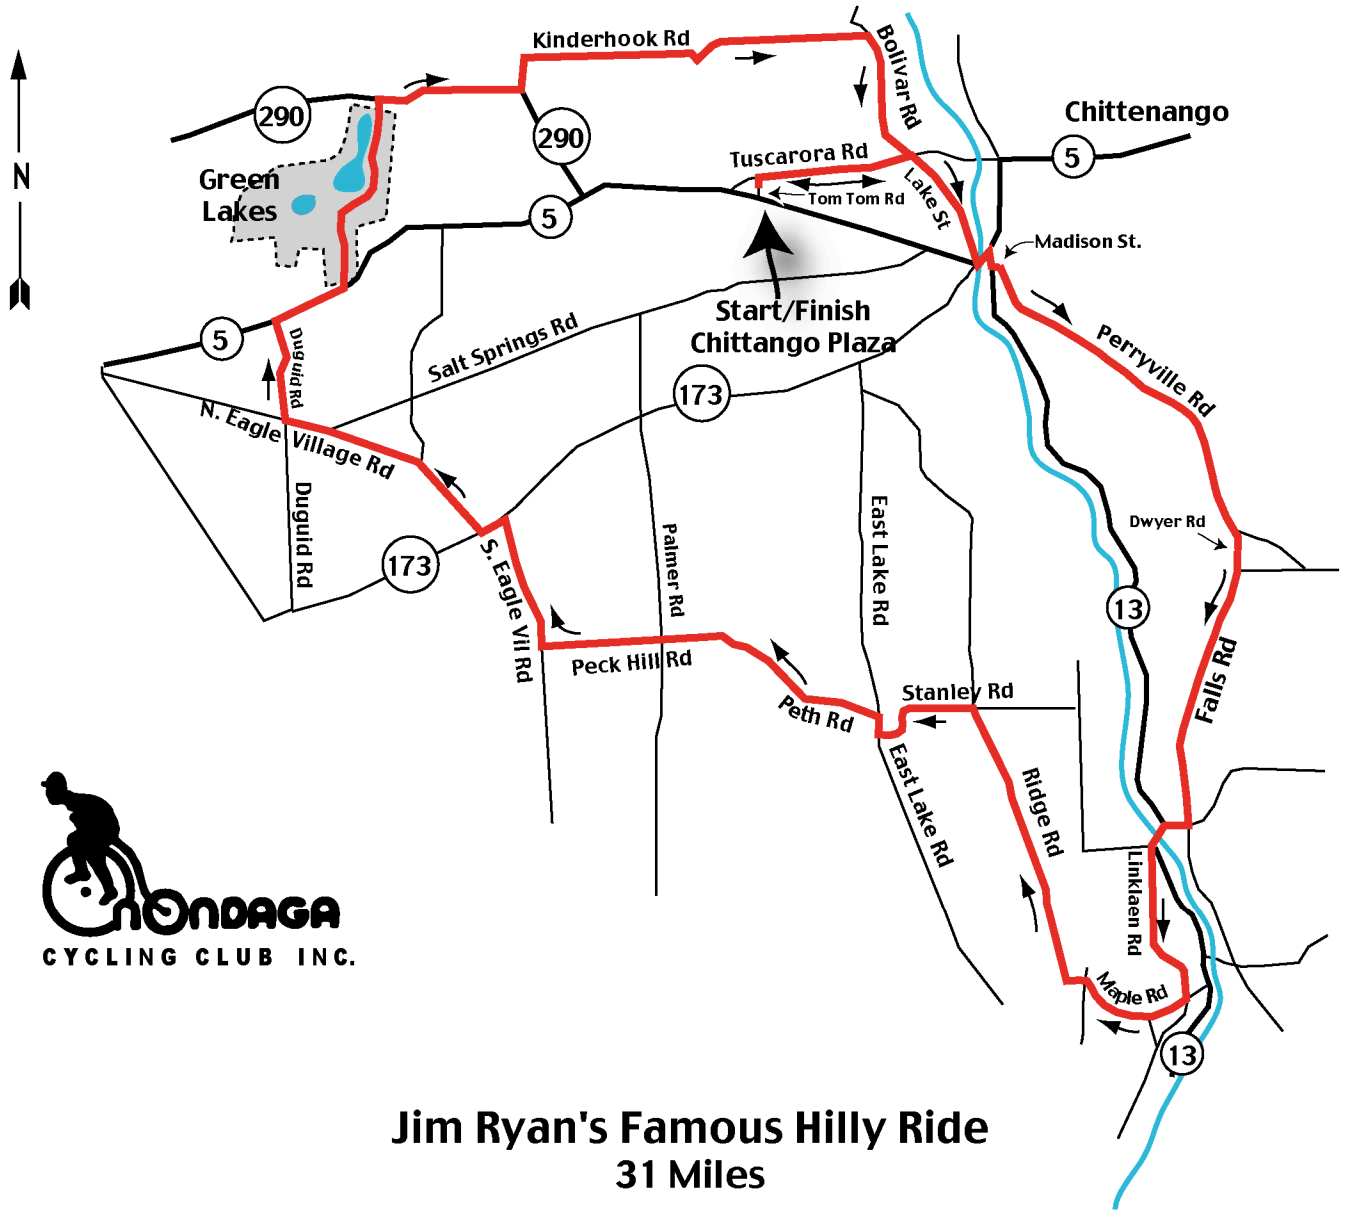 Kinderhook Rd
Bolivar Rd
290
290
Chittenango
5
Tuscarora Rd
N
Green
Lakes
Tom Tom Rd
Lake St
5
Madison St.
Start/Finish
Chittango Plaza
5
Duguid Rd
Salt Springs Rd
Perryville Rd
173
N. Eagle Village Rd
Duguid Rd
East Lake Rd
Palmer Rd
Dwyer Rd
173
S. Eagle Vil Rd
13
Peck Hill Rd
Falls Rd
Stanley Rd
Peth Rd
East Lake Rd
Ridge Rd
Linklaen Rd
Maple Rd
OnOnDAGA
CYCLING CLUB INC.
13
Jim Ryan's Famous Hilly Ride
31 Miles